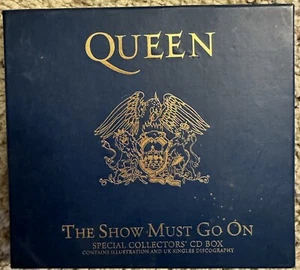 QUEEN
THE SHOW MUST GO ON
SPECIAL COLLECTORS' CD BOX
CONTAINS ILLUSTRATION AND UK SINGLES DISCOGRAPHY